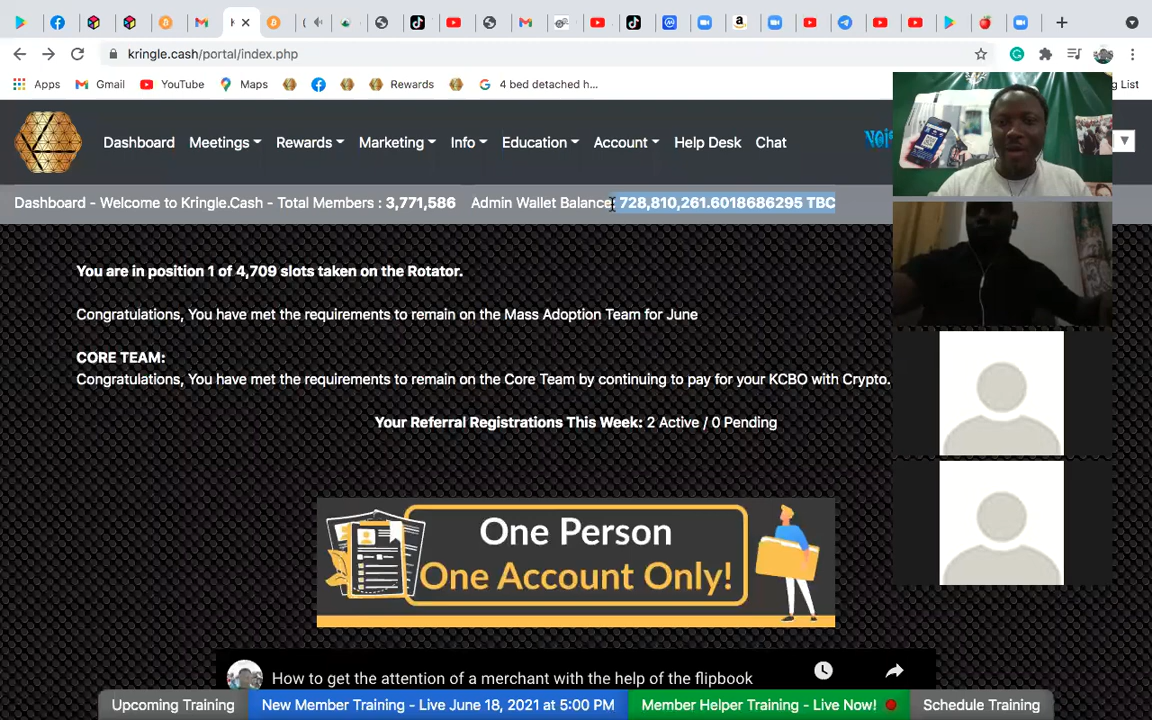 kringle.cash/portal/index.php
Apps Gmail YouTube Maps Rewards 4 bed detached h... g List
Dashboard Meetings Rewards Marketing Info Education Account Help Desk Chat
Dashboard - Welcome to Kringle.Cash - Total Members : 3,771,586 Admin Wallet Balance: 728,810,261.6018686295 TBC
You are in position 1 of 4,709 slots taken on the Rotator.
Congratulations, You have met the requirements to remain on the Mass Adoption Team for June
CORE TEAM:
Congratulations, You have met the requirements to remain on the Core Team by continuing to pay for your KCBO with Crypto.
Your Referral Registrations This Week: 2 Active / 0 Pending
One Person
One Account Only!
How to get the attention of a merchant with the help of the flipbook
Upcoming Training New Member Training - Live June 18, 2021 at 5:00 PM Member Helper Training - Live Now! Schedule Training